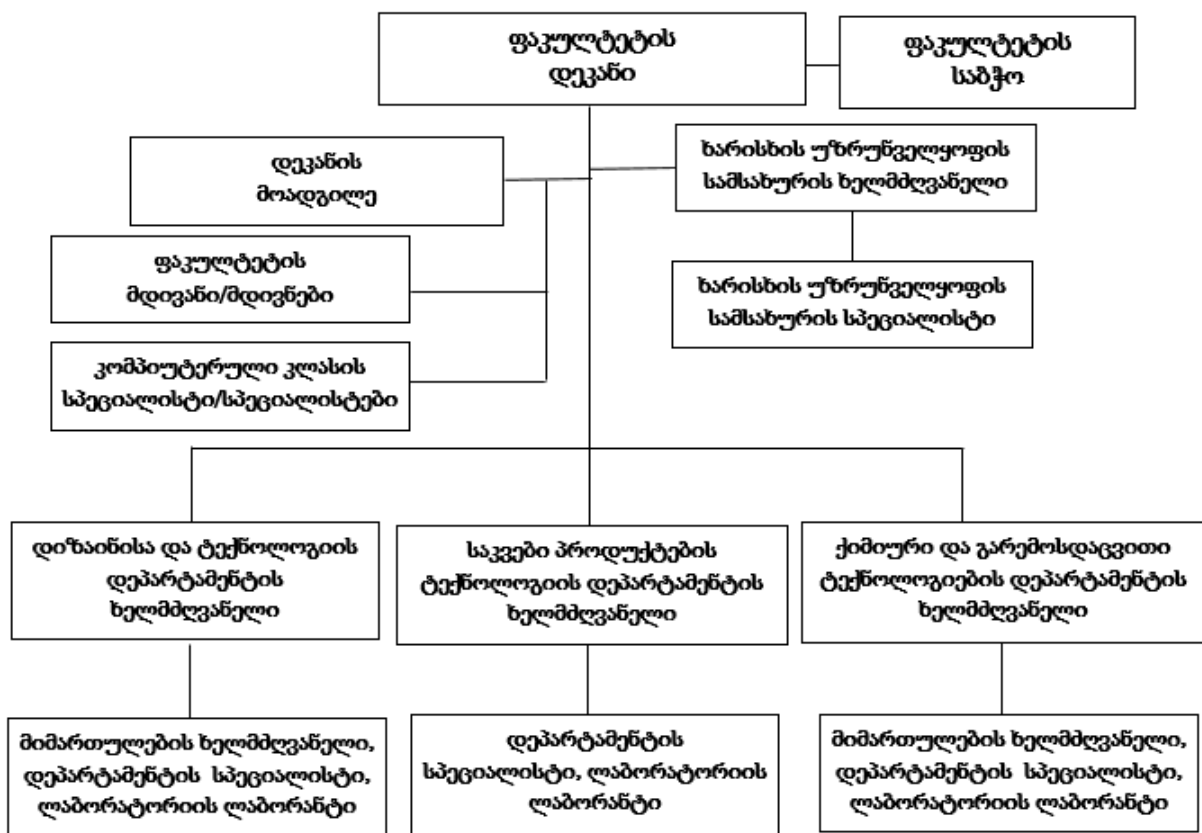 ფაკულტეტის
დეკანი
ფაკულტეტის
საბჭო
დეკანის
მოადგილე
ხარისხის უზრუნველყოფის
სამსახურის ხელმძღვანელი
ფაკულტეტის
მდივანი/მდივნები
ხარისხის უზრუნველყოფის
სამსახურის სპეციალისტი
კომპიუტერული კლასის
სპეციალისტი/სპეციალისტები
დიზაინისა და ტექნოლოგიის
დეპარტამენტის
ხელმძღვანელი
საკვები პროდუქტების
ტექნოლოგიის დეპარტამენტის
ხელმძღვანელი
ქიმიური და გარემოსდაცვითი
ტექნოლოგიების დეპარტამენტის
ხელმძღვანელი
მიმართულების ხელმძღვანელი,
დეპარტამენტის სპეციალისტი,
ლაბორატორიის ლაბორანტი
დეპარტამენტის
სპეციალისტი, ლაბორატორიის
ლაბორანტი
მიმართულების ხელმძღვანელი,
დეპარტამენტის სპეციალისტი,
ლაბორატორიის ლაბორანტი